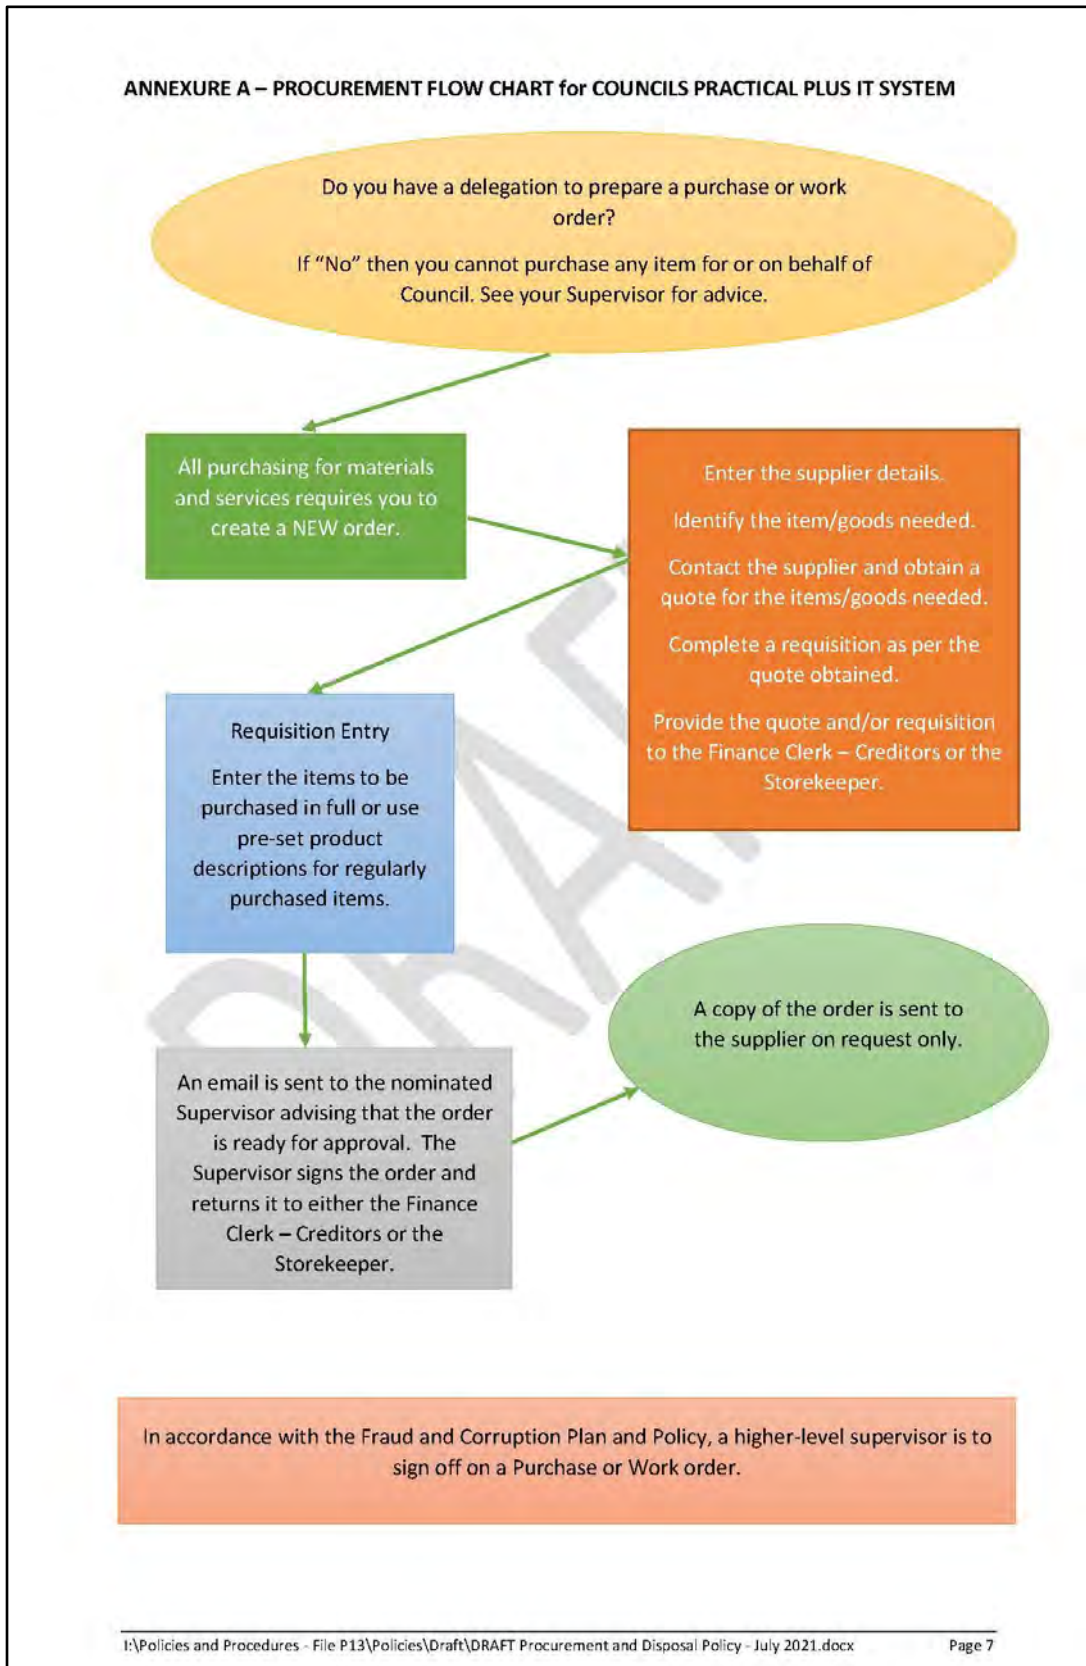 ANNEXURE A – PROCUREMENT FLOW CHART for COUNCILS PRACTICAL PLUS IT SYSTEM
Do you have a delegation to prepare a purchase or work
order?
If “No” then you cannot purchase any item for or on behalf of
Council. See your Supervisor for advice.
All purchasing for materials
and services requires you to
create a NEW order.
Enter the supplier details.
Identify the item/goods needed.
Contact the supplier and obtain a
quote for the items/goods needed.
Complete a requisition as per the
quote obtained.
Provide the quote and/or requisition
to the Finance Clerk – Creditors or the
Storekeeper.
Requisition Entry
Enter the items to be
purchased in full or use
pre-set product
descriptions for regularly
purchased items.
DRAFT
A copy of the order is sent to
the supplier on request only.
An email is sent to the nominated
Supervisor advising that the order
is ready for approval.  The
Supervisor signs the order and
returns it to either the Finance
Clerk – Creditors or the
Storekeeper.
In accordance with the Fraud and Corruption Plan and Policy, a higher-level supervisor is to
sign off on a Purchase or Work order.
I:\Policies and Procedures - File P13\Policies\Draft\DRAFT Procurement and Disposal Policy - July 2021.docx
Page 7